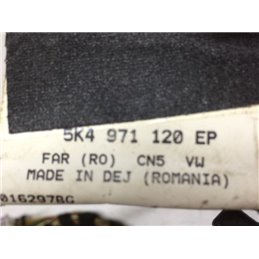 5K4 971 120 EP
FAR (RO) CN5 VW
MADE IN DEJ (ROMANIA)
016297BG